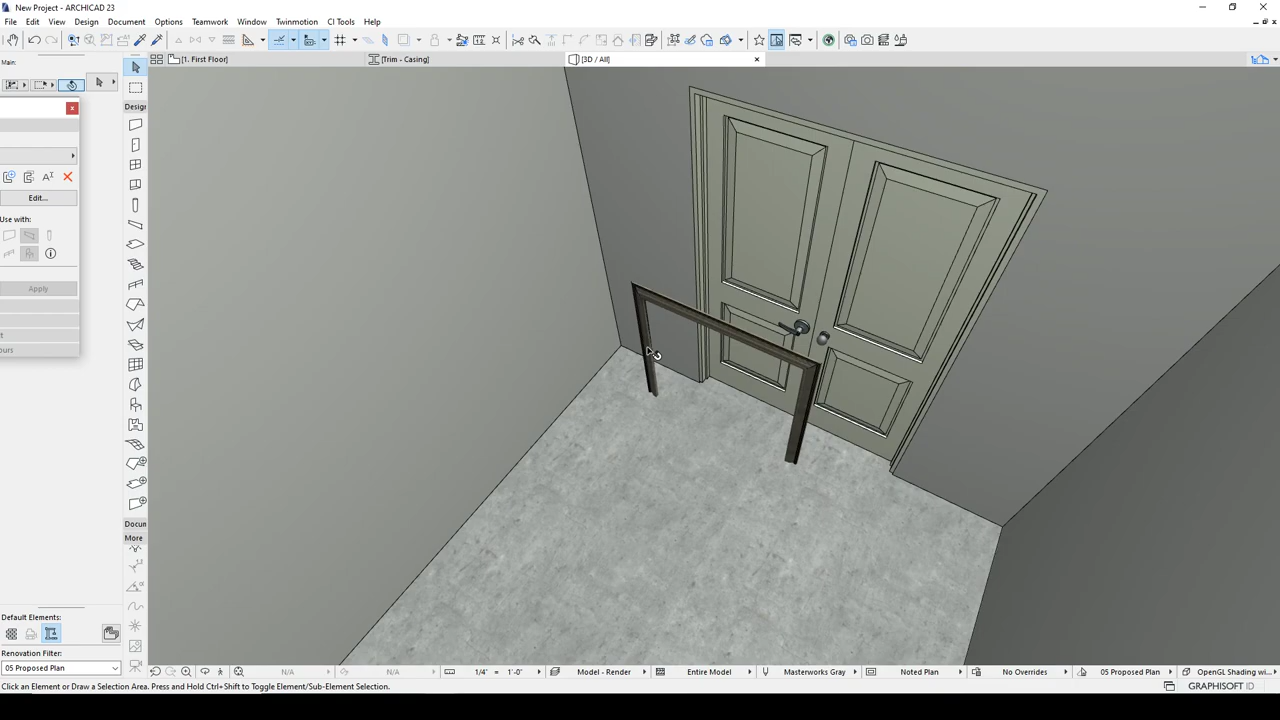 New Project - ARCHICAD 23
File Edit View Design Document Options Teamwork Window Twinmotion CI Tools Help
Main:
[1. First Floor]
[Trim - Casing]
[3D / All]
Design
Edit...
Use with:
Apply
t
ours
Docun
More
Default Elements:
Renovation Filter:
05 Proposed Plan
N/A
N/A
1/4" = 1'-0"
Model - Render
Entire Model
Masterworks Gray
Noted Plan
No Overrides
05 Proposed Plan
OpenGL Shading wi...
Click an Element or Draw a Selection Area. Press and Hold Ctrl+Shift to Toggle Element/Sub-Element Selection.
GRAPHISOFT ID